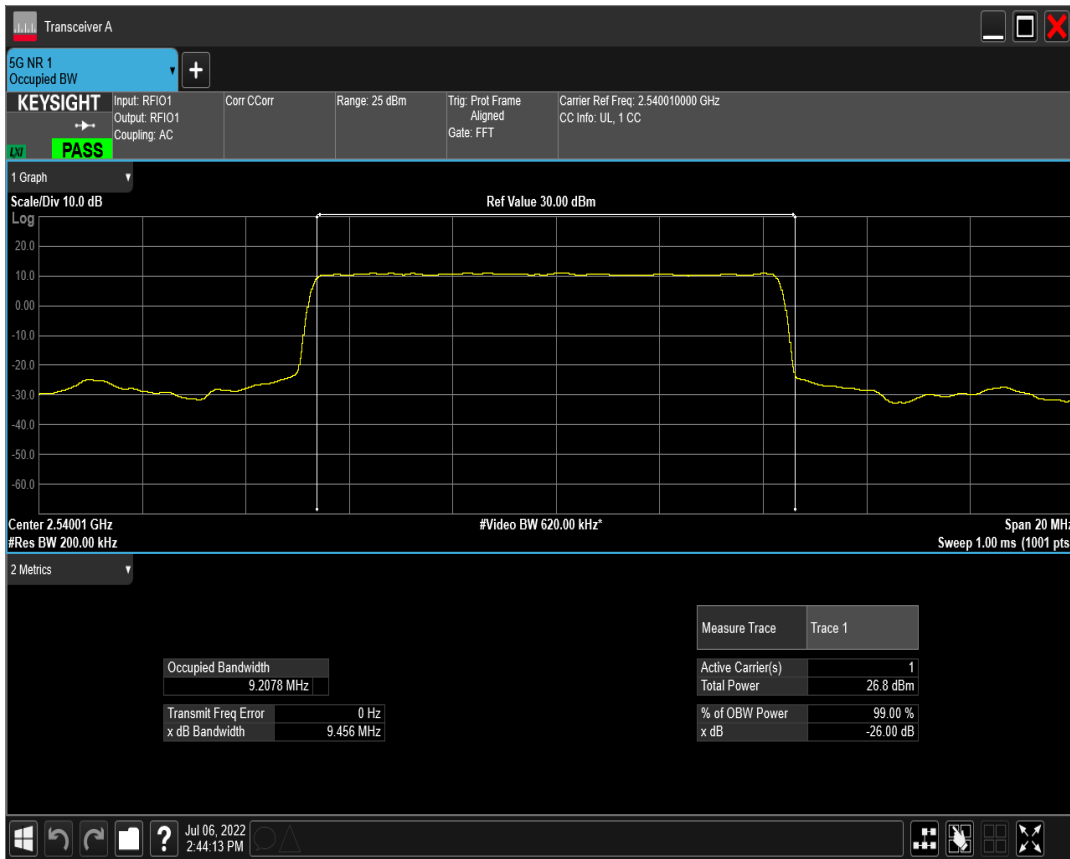 Transceiver A
5G NR 1
Occupied BW
KEYSIGHT
LXI
PASS
Input: RFIO1
Output: RFIO1
Coupling: AC
Corr CCorr
Range: 25 dBm
Trig: Prot Frame
Aligned
Gate: FFT
Carrier Ref Freq: 2.540010000 GHz
CC Info: UL, 1 CC
1 Graph
Scale/Div 10.0 dB
Ref Value 30.00 dBm
Log
20.0
10.0
0.00
-10.0
-20.0
-30.0
-40.0
-50.0
-60.0
Center 2.54001 GHz
#Video BW 620.00 kHz*
Span 20 MHz
#Res BW 200.00 kHz
Sweep 1.00 ms (1001 pts
2 Metrics
Measure Trace Trace 1
Occupied Bandwidth
9.2078 MHz
Active Carrier(s) 1
Total Power 26.8 dBm
Transmit Freq Error 0 Hz
x dB Bandwidth 9.456 MHz
% of OBW Power 99.00 %
x dB -26.00 dB
?
Jul 06, 2022
2:44:13 PM